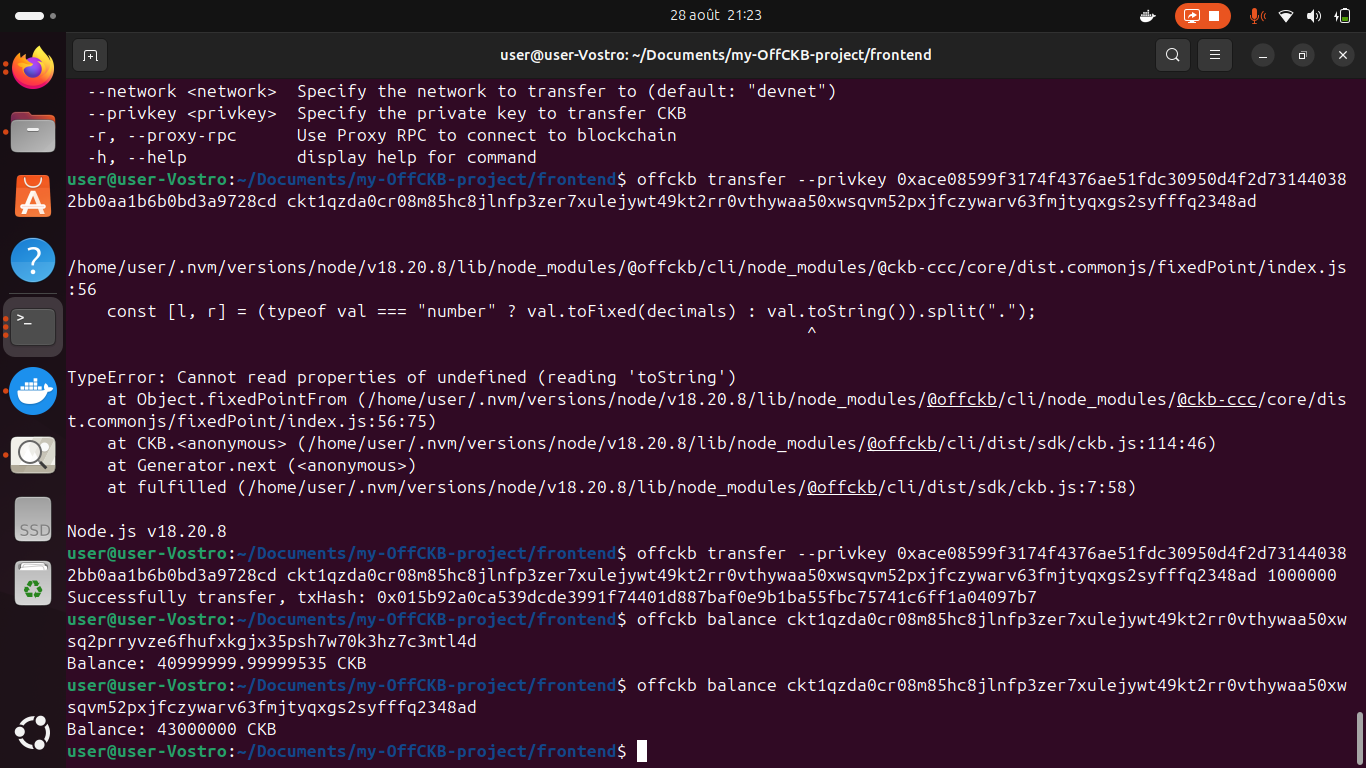 28 août 21:23
user@user-Vostro: ~/Documents/my-OffCKB-project/frontend
--network <network>  Specify the network to transfer to (default: "devnet")
--privkey <privkey>  Specify the private key to transfer CKB
-r, --proxy-rpc      Use Proxy RPC to connect to blockchain
-h, --help           display help for command
user@user-Vostro:~/Documents/my-OffCKB-project/frontend$ offckb transfer --privkey 0xace08599f3174f4376ae51fdc30950d4f2d73144038
2bb0aa1b6b0bd3a9728cd ckt1qzda0cr08m85hc8jlnfp3zer7xulejywt49kt2rr0vthywaa50xwsqvm52pxjfczywarv63fmjtyqxgs2syfffq2348ad
/home/user/.nvm/versions/node/v18.20.8/lib/node_modules/@offckb/cli/node_modules/@ckb-ccc/core/dist.commonjs/fixedPoint/index.js
:56
    const [l, r] = (typeof val === "number" ? val.toFixed(decimals) : val.toString()).split(".");
^
TypeError: Cannot read properties of undefined (reading 'toString')
    at Object.fixedPointFrom (/home/user/.nvm/versions/node/v18.20.8/lib/node_modules/@offckb/cli/node_modules/@ckb-ccc/core/dis
t.commonjs/fixedPoint/index.js:56:75)
    at CKB.<anonymous> (/home/user/.nvm/versions/node/v18.20.8/lib/node_modules/@offckb/cli/dist/sdk/ckb.js:114:46)
    at Generator.next (<anonymous>)
    at fulfilled (/home/user/.nvm/versions/node/v18.20.8/lib/node_modules/@offckb/cli/dist/sdk/ckb.js:7:58)
SSD
Node.js v18.20.8
user@user-Vostro:~/Documents/my-OffCKB-project/frontend$ offckb transfer --privkey 0xace08599f3174f4376ae51fdc30950d4f2d73144038
2bb0aa1b6b0bd3a9728cd ckt1qzda0cr08m85hc8jlnfp3zer7xulejywt49kt2rr0vthywaa50xwsqvm52pxjfczywarv63fmjtyqxgs2syfffq2348ad 1000000
Successfully transfer, txHash: 0x015b92a0ca539dcde3991f74401d887baf0e9b1ba55fbc75741c6ff1a04097b7
user@user-Vostro:~/Documents/my-OffCKB-project/frontend$ offckb balance ckt1qzda0cr08m85hc8jlnfp3zer7xulejywt49kt2rr0vthywaa50xw
sq2prryvze6fhufxkgjx35psh7w70k3hz7c3mtl4d
Balance: 40999999.99999535 CKB
user@user-Vostro:~/Documents/my-OffCKB-project/frontend$ offckb balance ckt1qzda0cr08m85hc8jlnfp3zer7xulejywt49kt2rr0vthywaa50xw
sqvm52pxjfczywarv63fmjtyqxgs2syfffq2348ad
Balance: 43000000 CKB
user@user-Vostro:~/Documents/my-OffCKB-project/frontend$